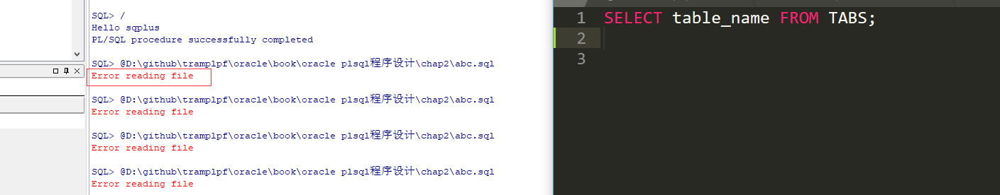 SQL> /
Hello sqplus
PL/SQL procedure successfully completed
SQL> @D:\github\tramplpf\oracle\book\oracle plsql程序设计\chap2\abc.sql
Error reading file
SQL> @D:\github\tramplpf\oracle\book\oracle plsql程序设计\chap2\abc.sql
Error reading file
SQL> @D:\github\tramplpf\oracle\book\oracle plsql程序设计\chap2\abc.sql
Error reading file
SQL> @D:\github\tramplpf\oracle\book\oracle plsql程序设计\chap2\abc.sql
Error reading file
1 SELECT table_name FROM TABS;
2
3